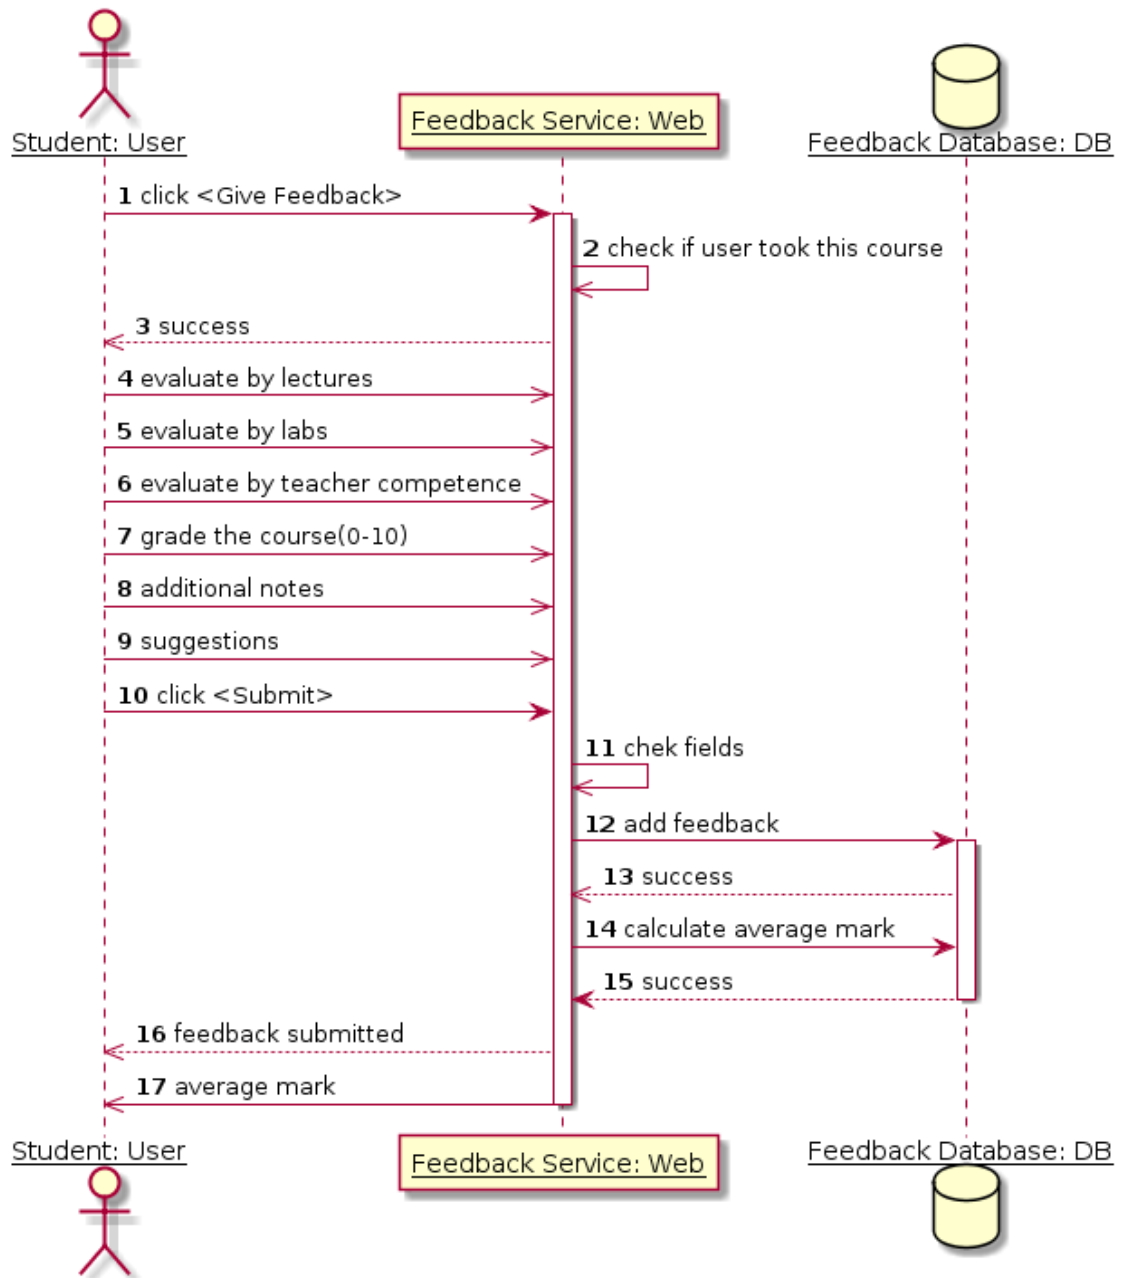 Student: User
Feedback Service: Web
Feedback Database: DB
1 click <Give Feedback>
2 check if user took this course
3 success
4 evaluate by lectures
5 evaluate by labs
6 evaluate by teacher competence
7 grade the course(0-10)
8 additional notes
9 suggestions
10 click <Submit>
11 chek fields
12 add feedback
13 success
14 calculate average mark
15 success
16 feedback submitted
17 average mark
Student: User
Feedback Service: Web
Feedback Database: DB